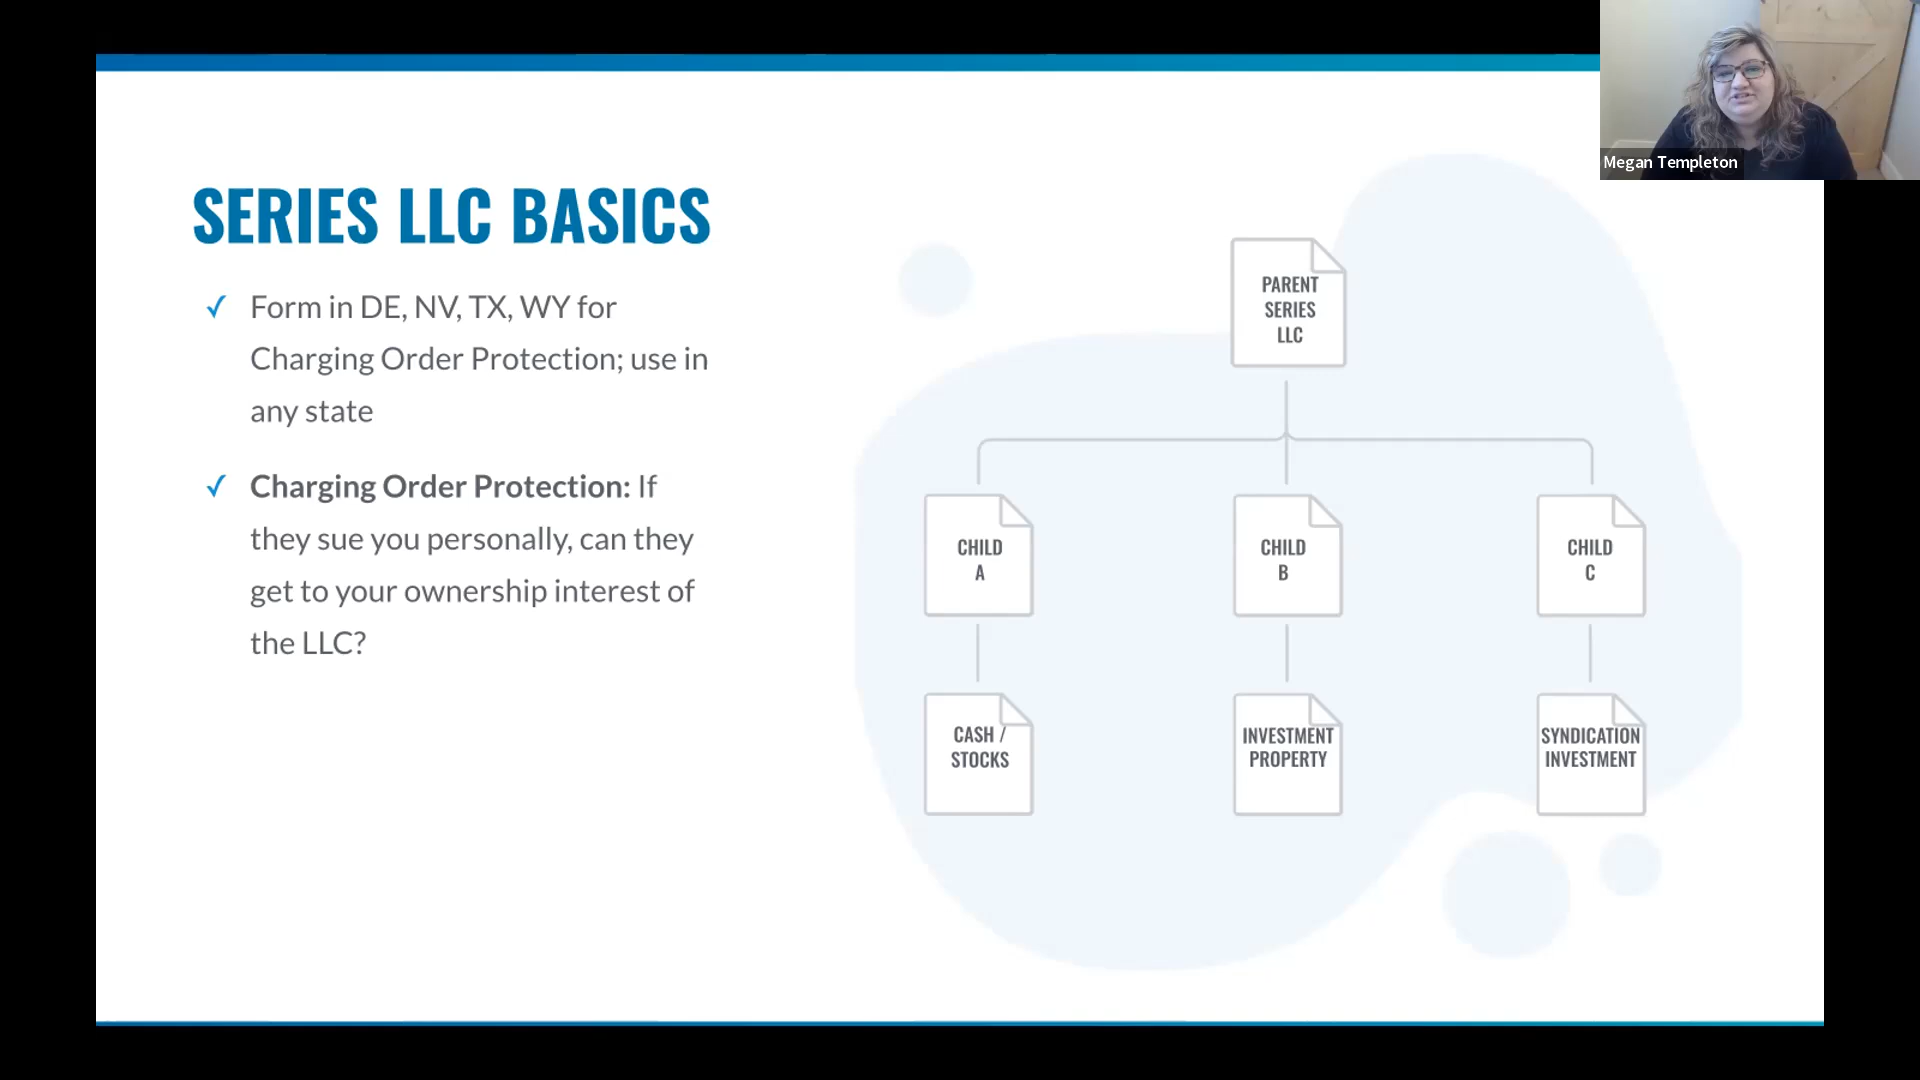 Megan Templeton
SERIES LLC BASICS
✓ Form in DE, NV, TX, WY for
Charging Order Protection; use in
any state
✓ Charging Order Protection: If
they sue you personally, can they
get to your ownership interest of
the LLC?
PARENT
SERIES
LLC
CHILD
A
CHILD
B
CHILD
C
CASH /
STOCKS
INVESTMENT
PROPERTY
SYNDICATION
INVESTMENT